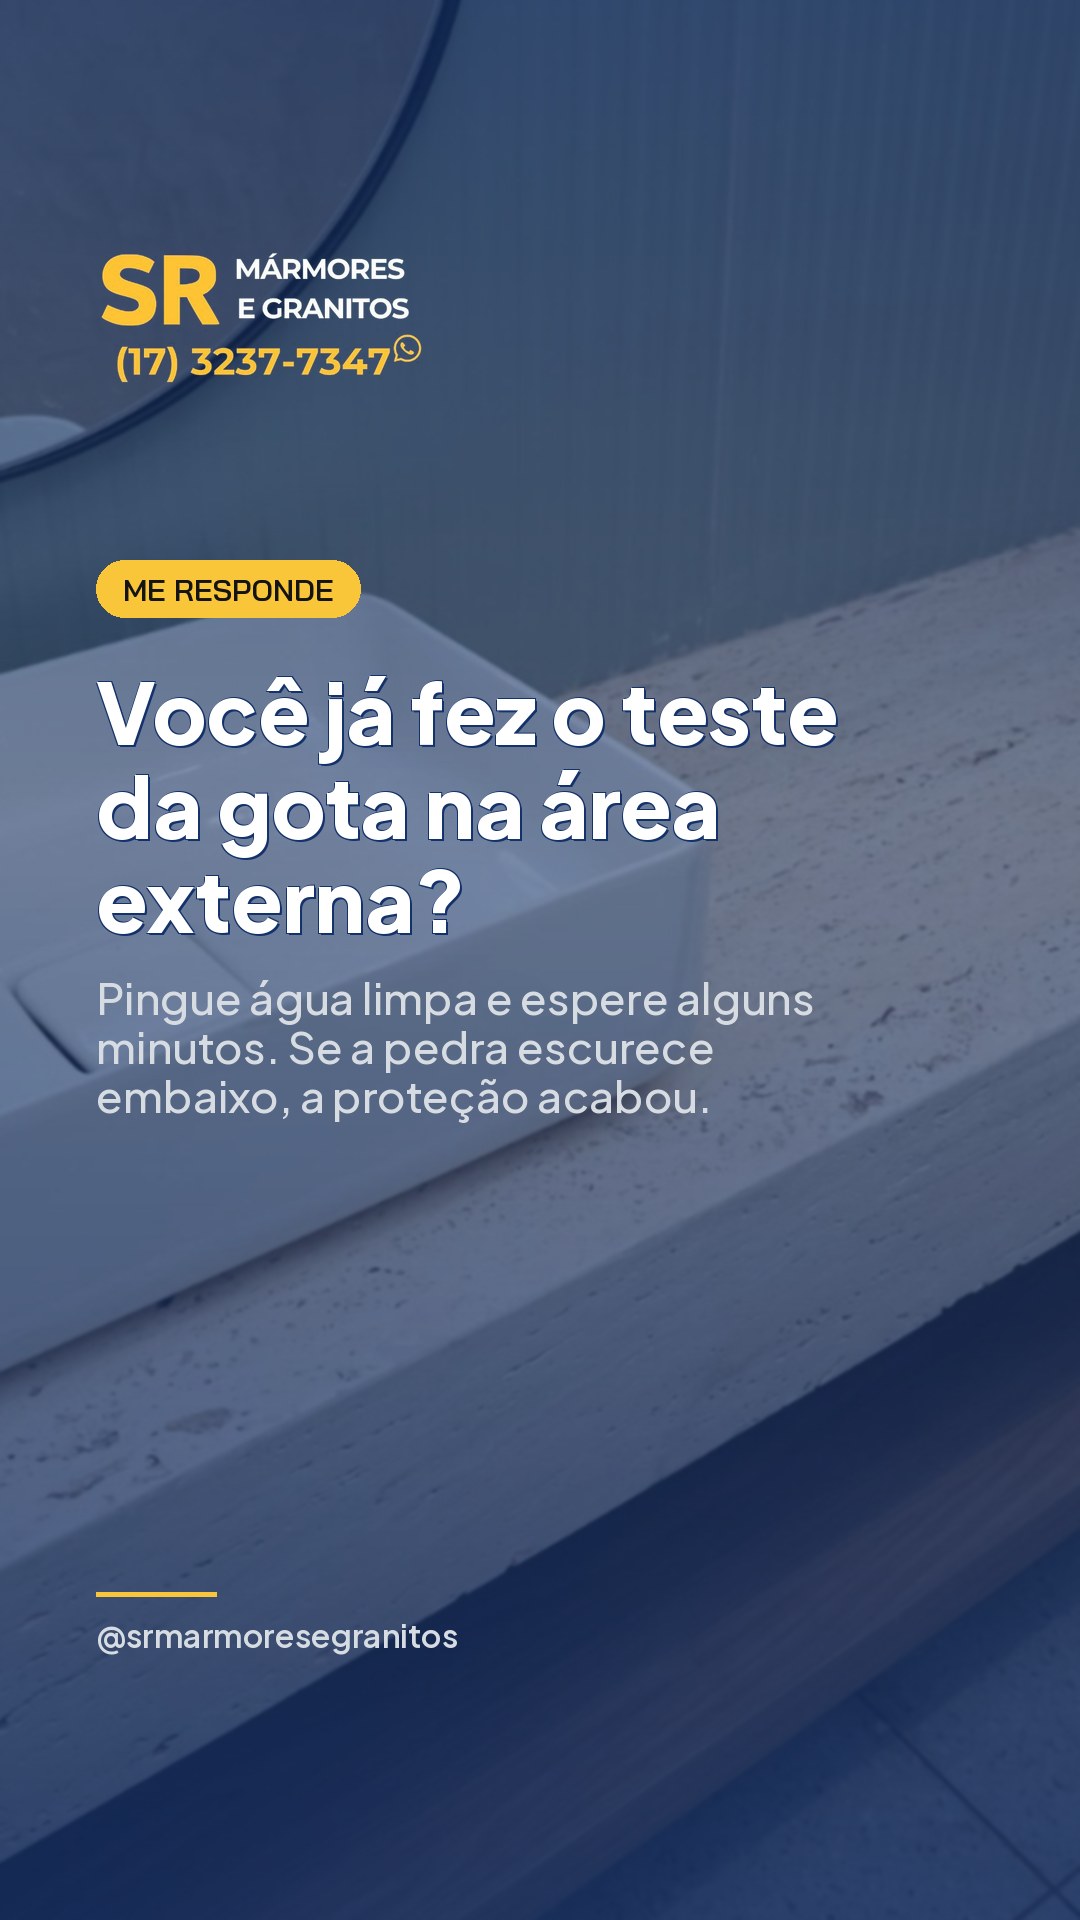 SR MÁRMORES
E GRANITOS
(17) 3237-7347
ME RESPONDE
Você já fez o teste
da gota na área
externa?
Pingue água limpa e espere alguns
minutos. Se a pedra escurece
embaixo, a proteção acabou.
@srmarmoresegranitos